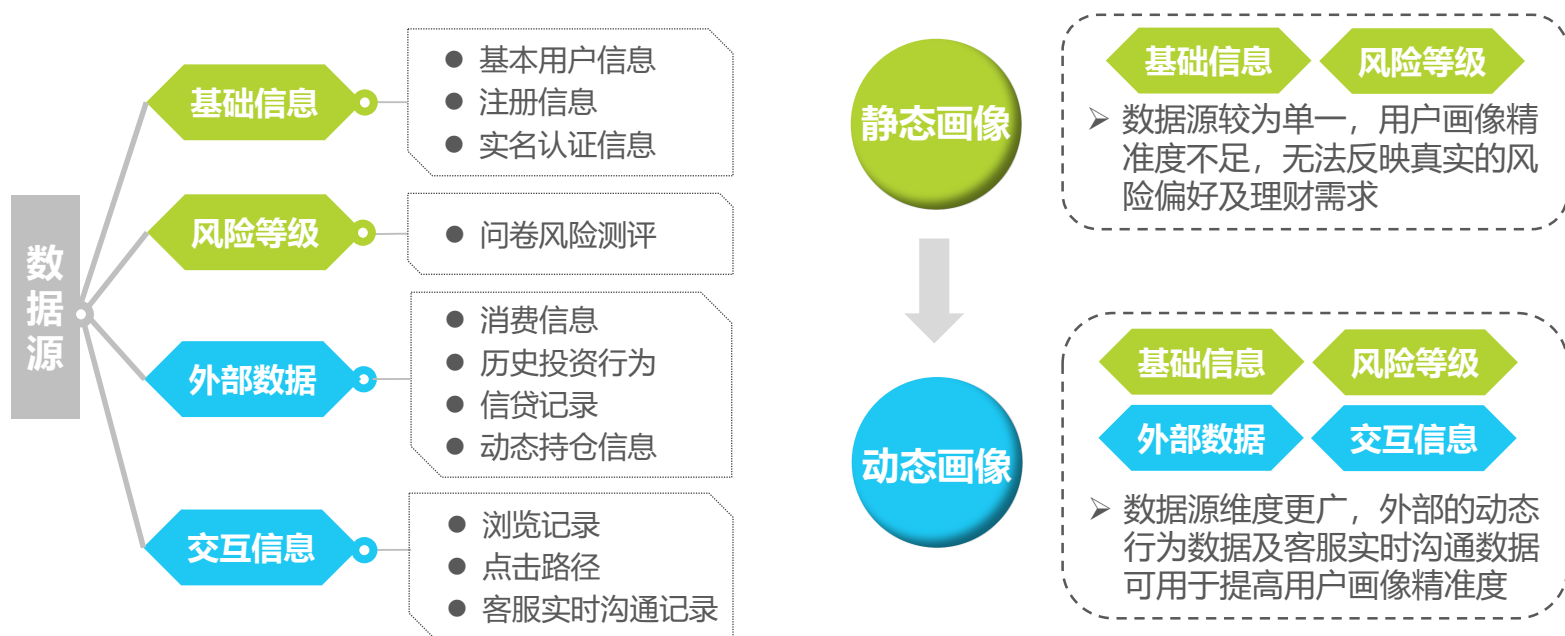 数据源
基础信息
基本用户信息
注册信息
实名认证信息
风险等级
问卷风险测评
外部数据
消费信息
历史投资行为
信贷记录
动态持仓信息
交互信息
浏览记录
点击路径
客服实时沟通记录
静态画像
基础信息 风险等级
数据源较为单一，用户画像精
准度不足，无法反映真实的风
险偏好及理财需求
动态画像
基础信息 风险等级
外部数据 交互信息
数据源维度更广，外部的动态
行为数据及客服实时沟通数据
可用于提高用户画像精准度